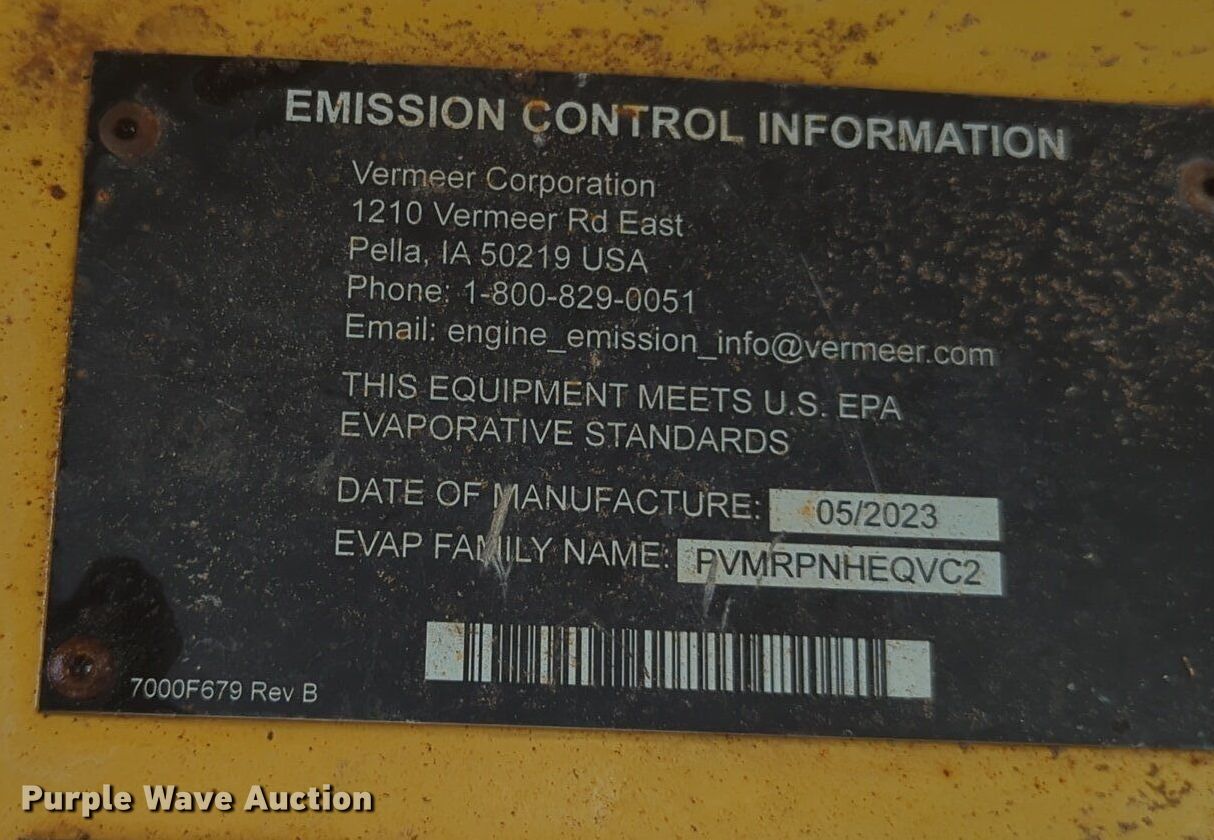 EMISSION CONTROL INFORMATION
Vermeer Corporation
1210 Vermeer Rd East
Pella, IA 50219 USA
Phone: 1-800-829-0051
Email: engine_emission_info@vermeer.com
THIS EQUIPMENT MEETS U.S. EPA
EVAPORATIVE STANDARDS
DATE OF MANUFACTURE: 05/2023
EVAP FAMILY NAME: PVMRPNHEQVC2
7000F679 Rev B
Purple Wave Auction